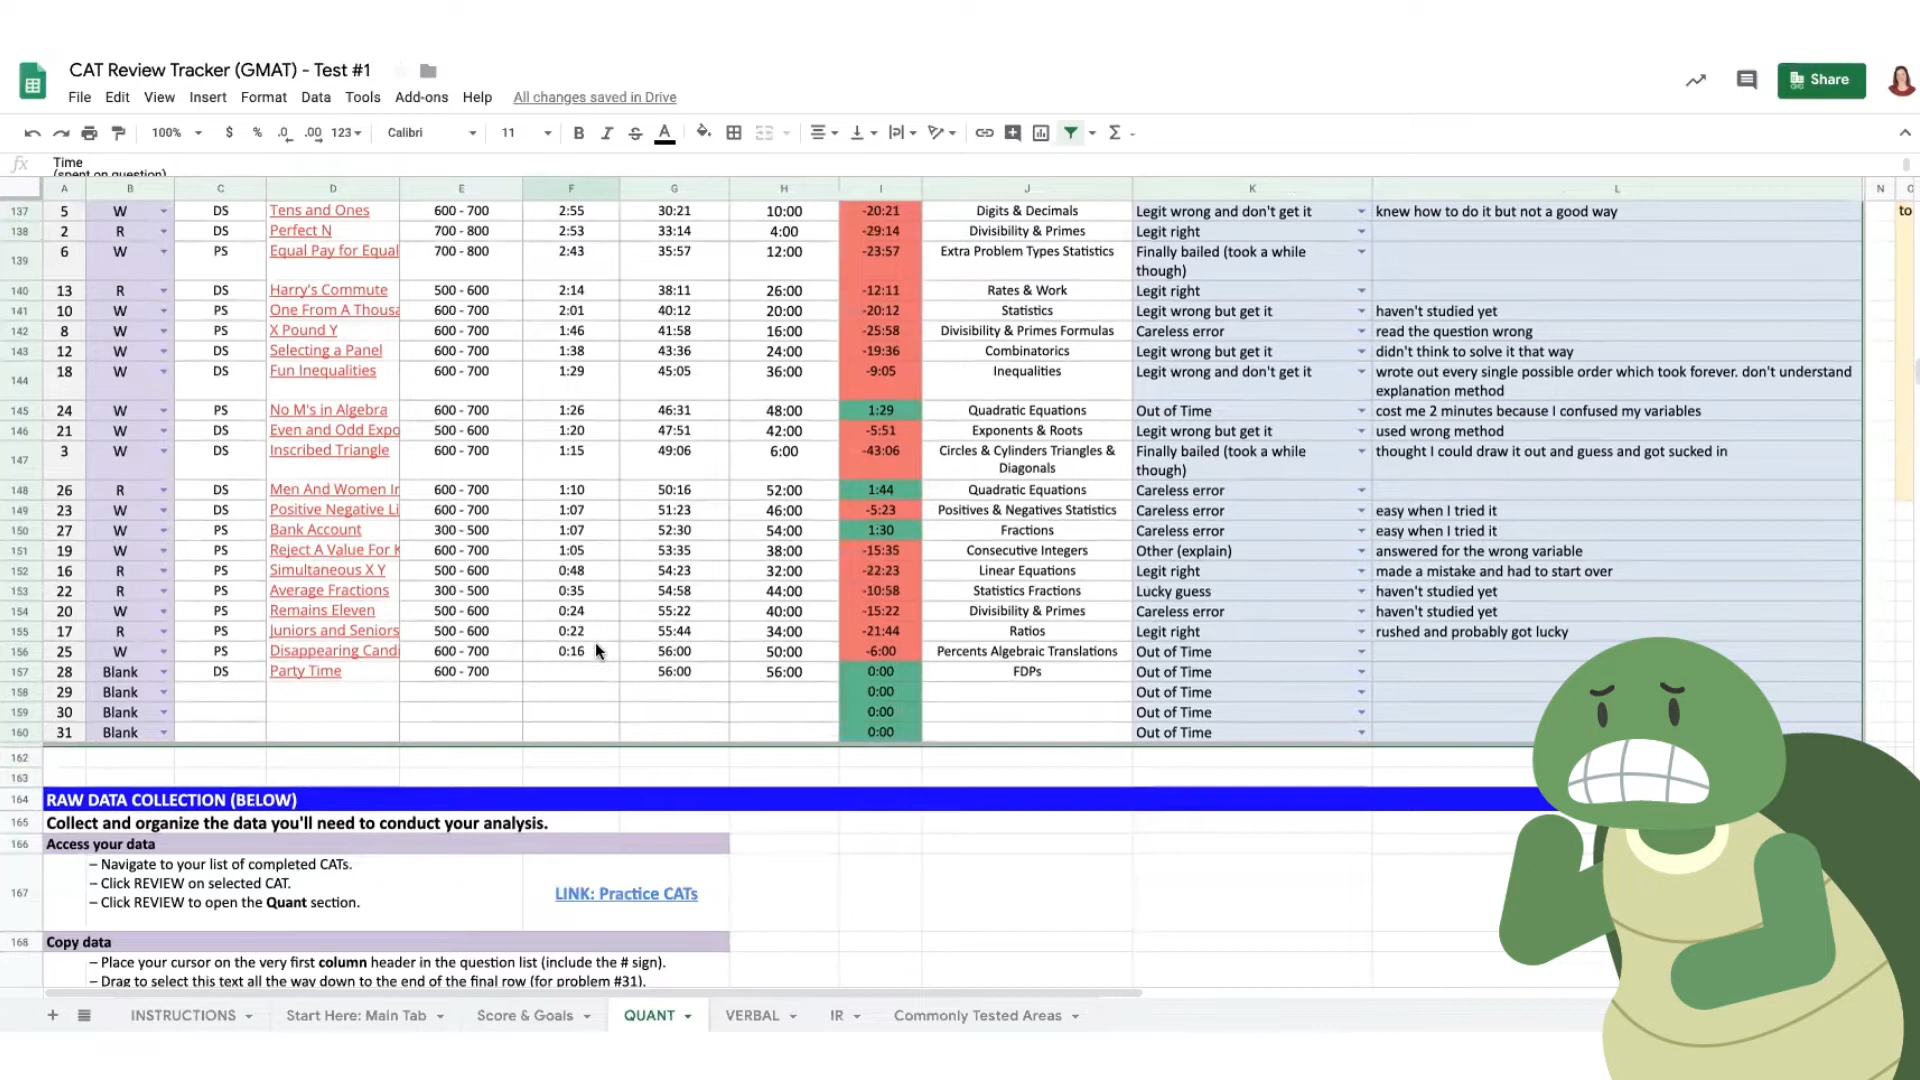 CAT Review Tracker (GMAT) - Test #1
File Edit View Insert Format Data Tools Add-ons Help All changes saved in Drive
Share
100% $ % .0 .00 123 Calibri 11 B I S A Σ
fx Time
(spent on question)
A B C D E F G H I J K L N O
137 5 W DS Tens and Ones 600 - 700 2:55 30:21 10:00 -20:21 Digits & Decimals Legit wrong and don't get it knew how to do it but not a good way to
138 2 R DS Perfect N 700 - 800 2:53 33:14 4:00 -29:14 Divisibility & Primes Legit right
139 6 W PS Equal Pay for Equal 700 - 800 2:43 35:57 12:00 -23:57 Extra Problem Types Statistics Finally bailed (took a while
though)
140 13 R DS Harry's Commute 500 - 600 2:14 38:11 26:00 -12:11 Rates & Work Legit right
141 10 W PS One From A Thousa 600 - 700 2:01 40:12 20:00 -20:12 Statistics Legit wrong but get it haven't studied yet
142 8 W PS X Pound Y 600 - 700 1:46 41:58 16:00 -25:58 Divisibility & Primes Formulas Careless error read the question wrong
143 12 W DS Selecting a Panel 600 - 700 1:38 43:36 24:00 -19:36 Combinatorics Legit wrong but get it didn't think to solve it that way
144 18 W DS Fun Inequalities 600 - 700 1:29 45:05 36:00 -9:05 Inequalities Legit wrong and don't get it wrote out every single possible order which took forever. don't understand
explanation method
145 24 W PS No M's in Algebra 600 - 700 1:26 46:31 48:00 1:29 Quadratic Equations Out of Time cost me 2 minutes because I confused my variables
146 21 W DS Even and Odd Expo 500 - 600 1:20 47:51 42:00 -5:51 Exponents & Roots Legit wrong but get it used wrong method
147 3 W DS Inscribed Triangle 600 - 700 1:15 49:06 6:00 -43:06 Circles & Cylinders Triangles & Finally bailed (took a while thought I could draw it out and guess and got sucked in
Diagonals though)
148 26 R DS Men And Women In 600 - 700 1:10 50:16 52:00 1:44 Quadratic Equations Careless error
149 23 W DS Positive Negative Li 600 - 700 1:07 51:23 46:00 -5:23 Positives & Negatives Statistics Careless error easy when I tried it
150 27 W PS Bank Account 300 - 500 1:07 52:30 54:00 1:30 Fractions Careless error easy when I tried it
151 19 W PS Reject A Value For K 600 - 700 1:05 53:35 38:00 -15:35 Consecutive Integers Other (explain) answered for the wrong variable
152 16 R PS Simultaneous X Y 500 - 600 0:48 54:23 32:00 -22:23 Linear Equations Legit right made a mistake and had to start over
153 22 R PS Average Fractions 300 - 500 0:35 54:58 44:00 -10:58 Statistics Fractions Lucky guess haven't studied yet
154 20 W PS Remains Eleven 500 - 600 0:24 55:22 40:00 -15:22 Divisibility & Primes Careless error haven't studied yet
155 17 R PS Juniors and Seniors 500 - 600 0:22 55:44 34:00 -21:44 Ratios Legit right rushed and probably got lucky
156 25 W PS Disappearing Candi 600 - 700 0:16 56:00 50:00 -6:00 Percents Algebraic Translations Out of Time
157 28 Blank DS Party Time 600 - 700 56:00 56:00 0:00 FDPs Out of Time
158 29 Blank 0:00 Out of Time
159 30 Blank 0:00 Out of Time
160 31 Blank 0:00 Out of Time
162
163
164 RAW DATA COLLECTION (BELOW)
165 Collect and organize the data you'll need to conduct your analysis.
166 Access your data
– Navigate to your list of completed CATs.
167 – Click REVIEW on selected CAT. LINK: Practice CATs
– Click REVIEW to open the Quant section.
168 Copy data
– Place your cursor on the very first column header in the question list (include the # sign).
– Drag to select this text all the way down to the end of the final row (for problem #31).
+ INSTRUCTIONS Start Here: Main Tab Score & Goals QUANT VERBAL IR Commonly Tested Areas